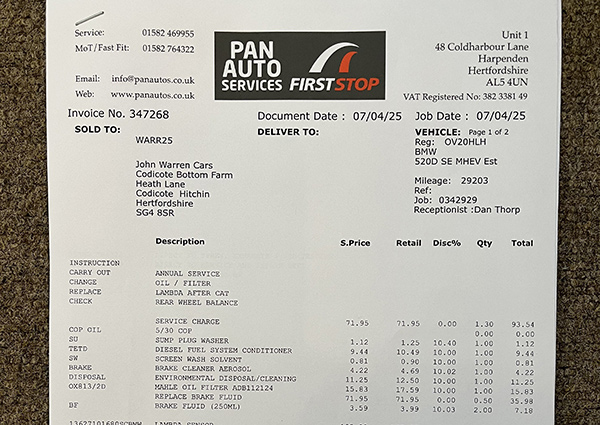 Service: 01582 469955
MoT/Fast Fit: 01582 764322
Email: info@panautos.co.uk
Web: www.panautos.co.uk
PAN
AUTO
SERVICES FIRSTSTOP
Unit 1
48 Coldharbour Lane
Harpenden
Hertfordshire
AL5 4UN
VAT Registered No: 382 3381 49
Invoice No. 347268 Document Date : 07/04/25 Job Date : 07/04/25
SOLD TO: DELIVER TO: VEHICLE: Page 1 of 2
WARR25
John Warren Cars
Codicote Bottom Farm
Heath Lane
Codicote Hitchin
Hertfordshire
SG4 8SR
Reg: OV20HLH
BMW
520D SE MHEV Est
Mileage: 29203
Ref:
Job: 0342929
Receptionist :Dan Thorp
Description S.Price Retail Disc% Qty Total
INSTRUCTION
CARRY OUT ANNUAL SERVICE
CHANGE OIL / FILTER
REPLACE LAMBDA AFTER CAT
CHECK REAR WHEEL BALANCE
SERVICE CHARGE 71.95 71.95 0.00 1.30 93.54
COP OIL 5/30 COP 0.00 0.00
SU SUMP PLUG WASHER 1.12 1.25 10.40 1.00 1.12
TETD DIESEL FUEL SYSTEM CONDITIONER 9.44 10.49 10.00 1.00 9.44
SW SCREEN WASH SOLVENT 0.81 0.90 10.00 1.00 0.81
BRAKE BRAKE CLEANER AEROSOL 4.22 4.69 10.02 1.00 4.22
DISPOSAL ENVIRONMENTAL DISPOSAL/CLEANING 11.25 12.50 10.00 1.00 11.25
OX813/2D MAHLE OIL FILTER ADB112124 15.83 17.59 10.00 1.00 15.83
REPLACE BRAKE FLUID 71.95 71.95 0.00 0.50 35.98
BF BRAKE FLUID (250ML) 3.59 3.99 10.03 2.00 7.18
13627101680SCBMW LAMBDA SENSOR